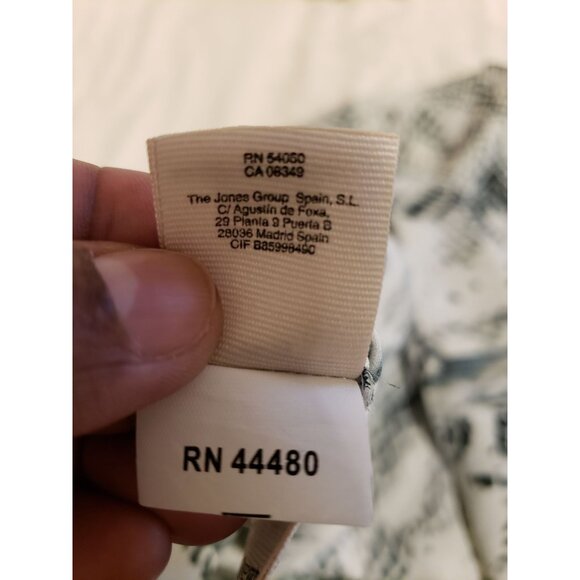 RN 54050
CA 08349
The Jones Group Spain, S.L.
C/ Agustín de Foxa,
29 Planta 9 Puerta B
28036 Madrid Spain
CIF B85998490
RN 44480